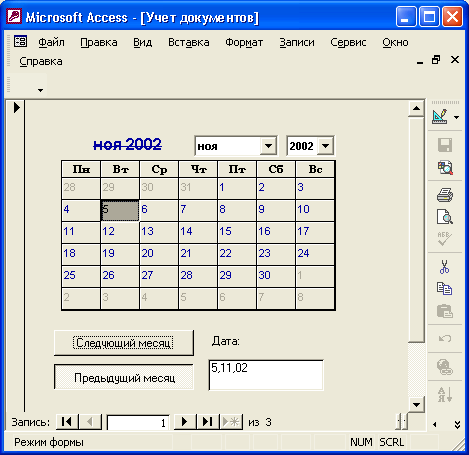 Microsoft Access - [Учет документов]
Файл Правка Вид Вставка Формат Записи Сервис Окно
Справка
ноя 2002 ноя 2002
Пн Вт Ср Чт Пт Сб Вс
28 29 30 31 1 2 3
4 5 6 7 8 9 10
11 12 13 14 15 16 17
18 19 20 21 22 23 24
25 26 27 28 29 30 1
2 3 4 5 6 7 8
Следующий месяц Дата:
Предыдущий месяц 5,11,02
Запись: 1 из 3
Режим формы NUM SCRL